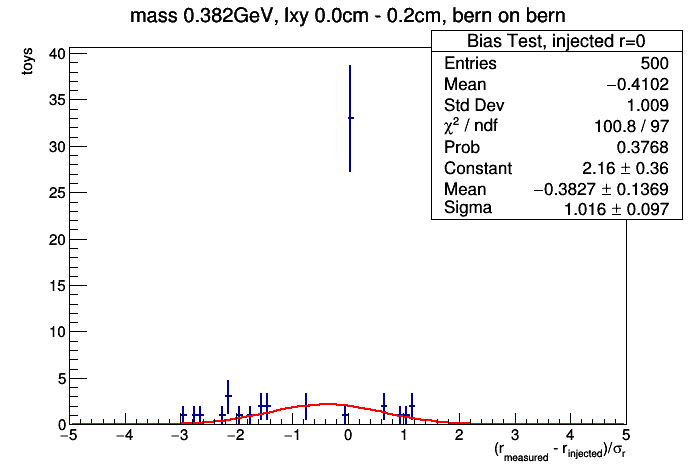 mass 0.382GeV, lxy 0.0cm - 0.2cm, bern on bern
Bias Test, injected r=0
Entries 500
Mean −0.4102
Std Dev 1.009
χ² / ndf 100.8 / 97
Prob 0.3768
Constant 2.16 ± 0.36
Mean −0.3827 ± 0.1369
Sigma 1.016 ± 0.097
toys
40
35
30
25
20
15
10
5
0
−5 −4 −3 −2 −1 0 1 2 3 4 5
(r_measured - r_injected)/σ_r